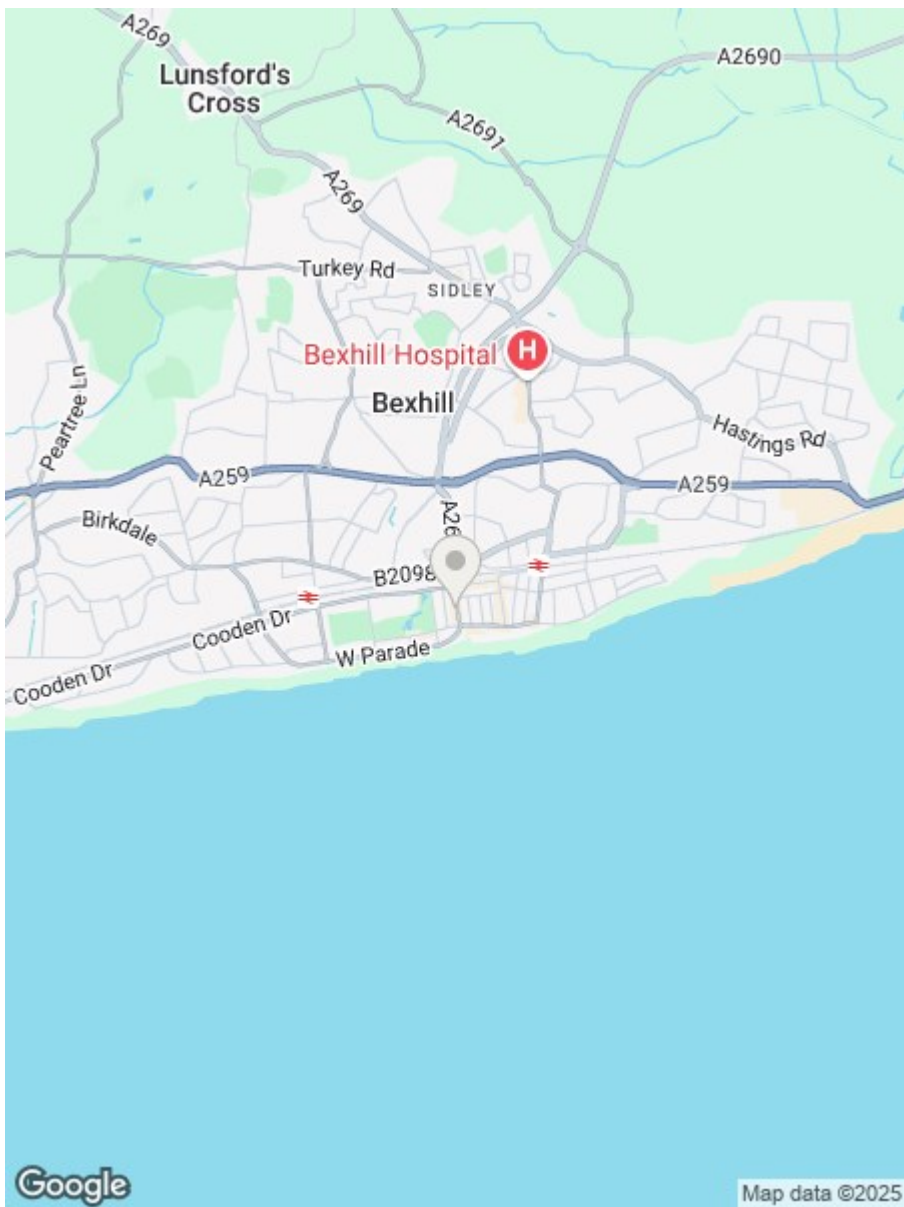 A269
A2690
Lunsford's
Cross
A2691
A269
Turkey Rd
SIDLEY
Bexhill Hospital
H
Bexhill
Peartree Ln
Hastings Rd
A259
A259
Birkdale
A26
B2098
Cooden Dr
W Parade
Cooden Dr
Google
Map data ©2025